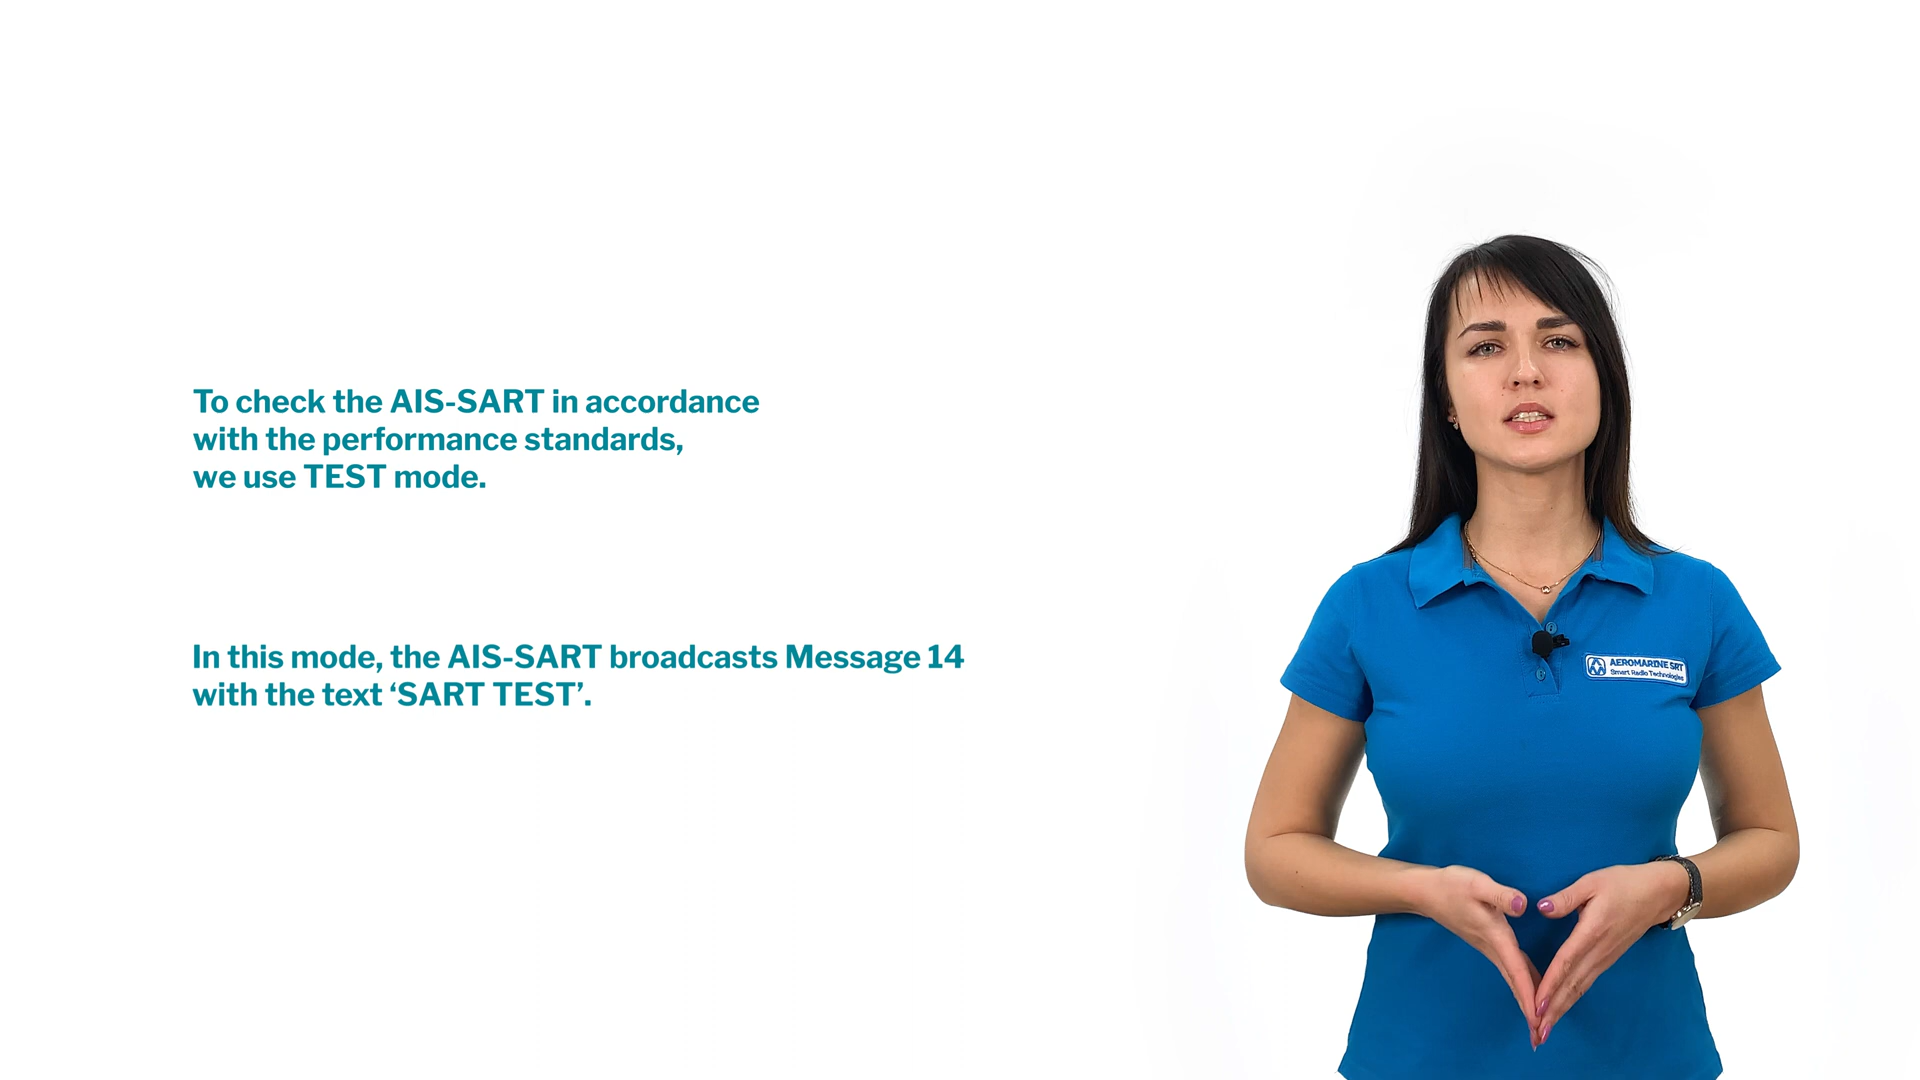 To check the AIS-SART in accordance
with the performance standards,
we use TEST mode.
In this mode, the AIS-SART broadcasts Message 14
with the text ‘SART TEST’.
AEROMARINE SRT
Smart Radio Technologies